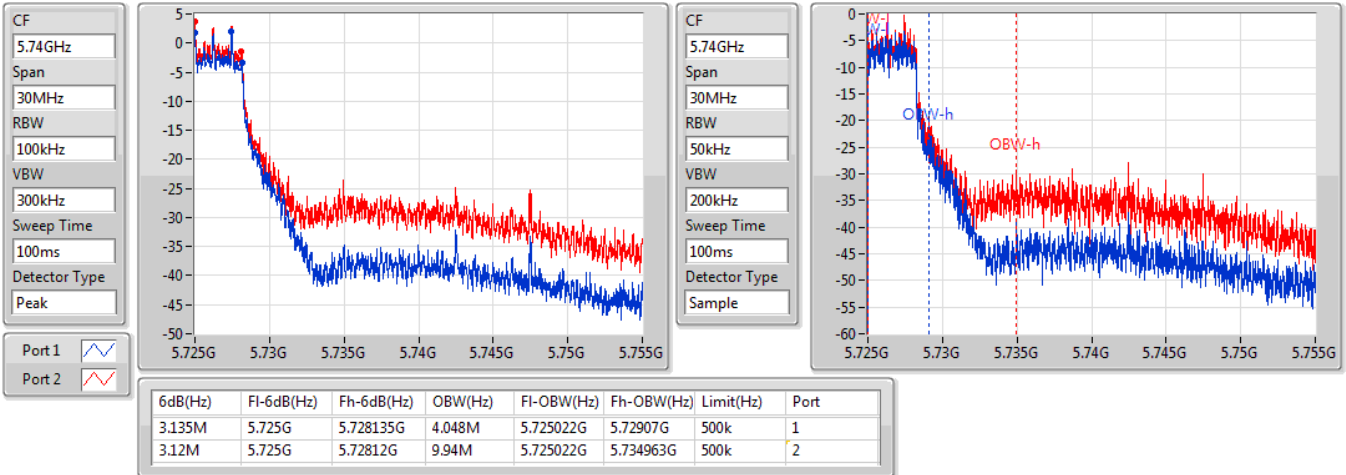 CF
5.74GHz
Span
30MHz
RBW
100kHz
VBW
300kHz
Sweep Time
100ms
Detector Type
Peak
Port 1
Port 2
5
0
-5
-10
-15
-20
-25
-30
-35
-40
-45
-50
5.725G 5.73G 5.735G 5.74G 5.745G 5.75G 5.755G
CF
5.74GHz
Span
30MHz
RBW
50kHz
VBW
200kHz
Sweep Time
100ms
Detector Type
Sample
0
-5
-10
-15
-20
-25
-30
-35
-40
-45
-50
-55
-60
OBW-h
OBW-h
5.725G 5.73G 5.735G 5.74G 5.745G 5.75G 5.755G
6dB(Hz) Fl-6dB(Hz) Fh-6dB(Hz) OBW(Hz) Fl-OBW(Hz) Fh-OBW(Hz) Limit(Hz) Port
3.135M 5.725G 5.728135G 4.048M 5.725022G 5.72907G 500k 1
3.12M 5.725G 5.72812G 9.94M 5.725022G 5.734963G 500k 2